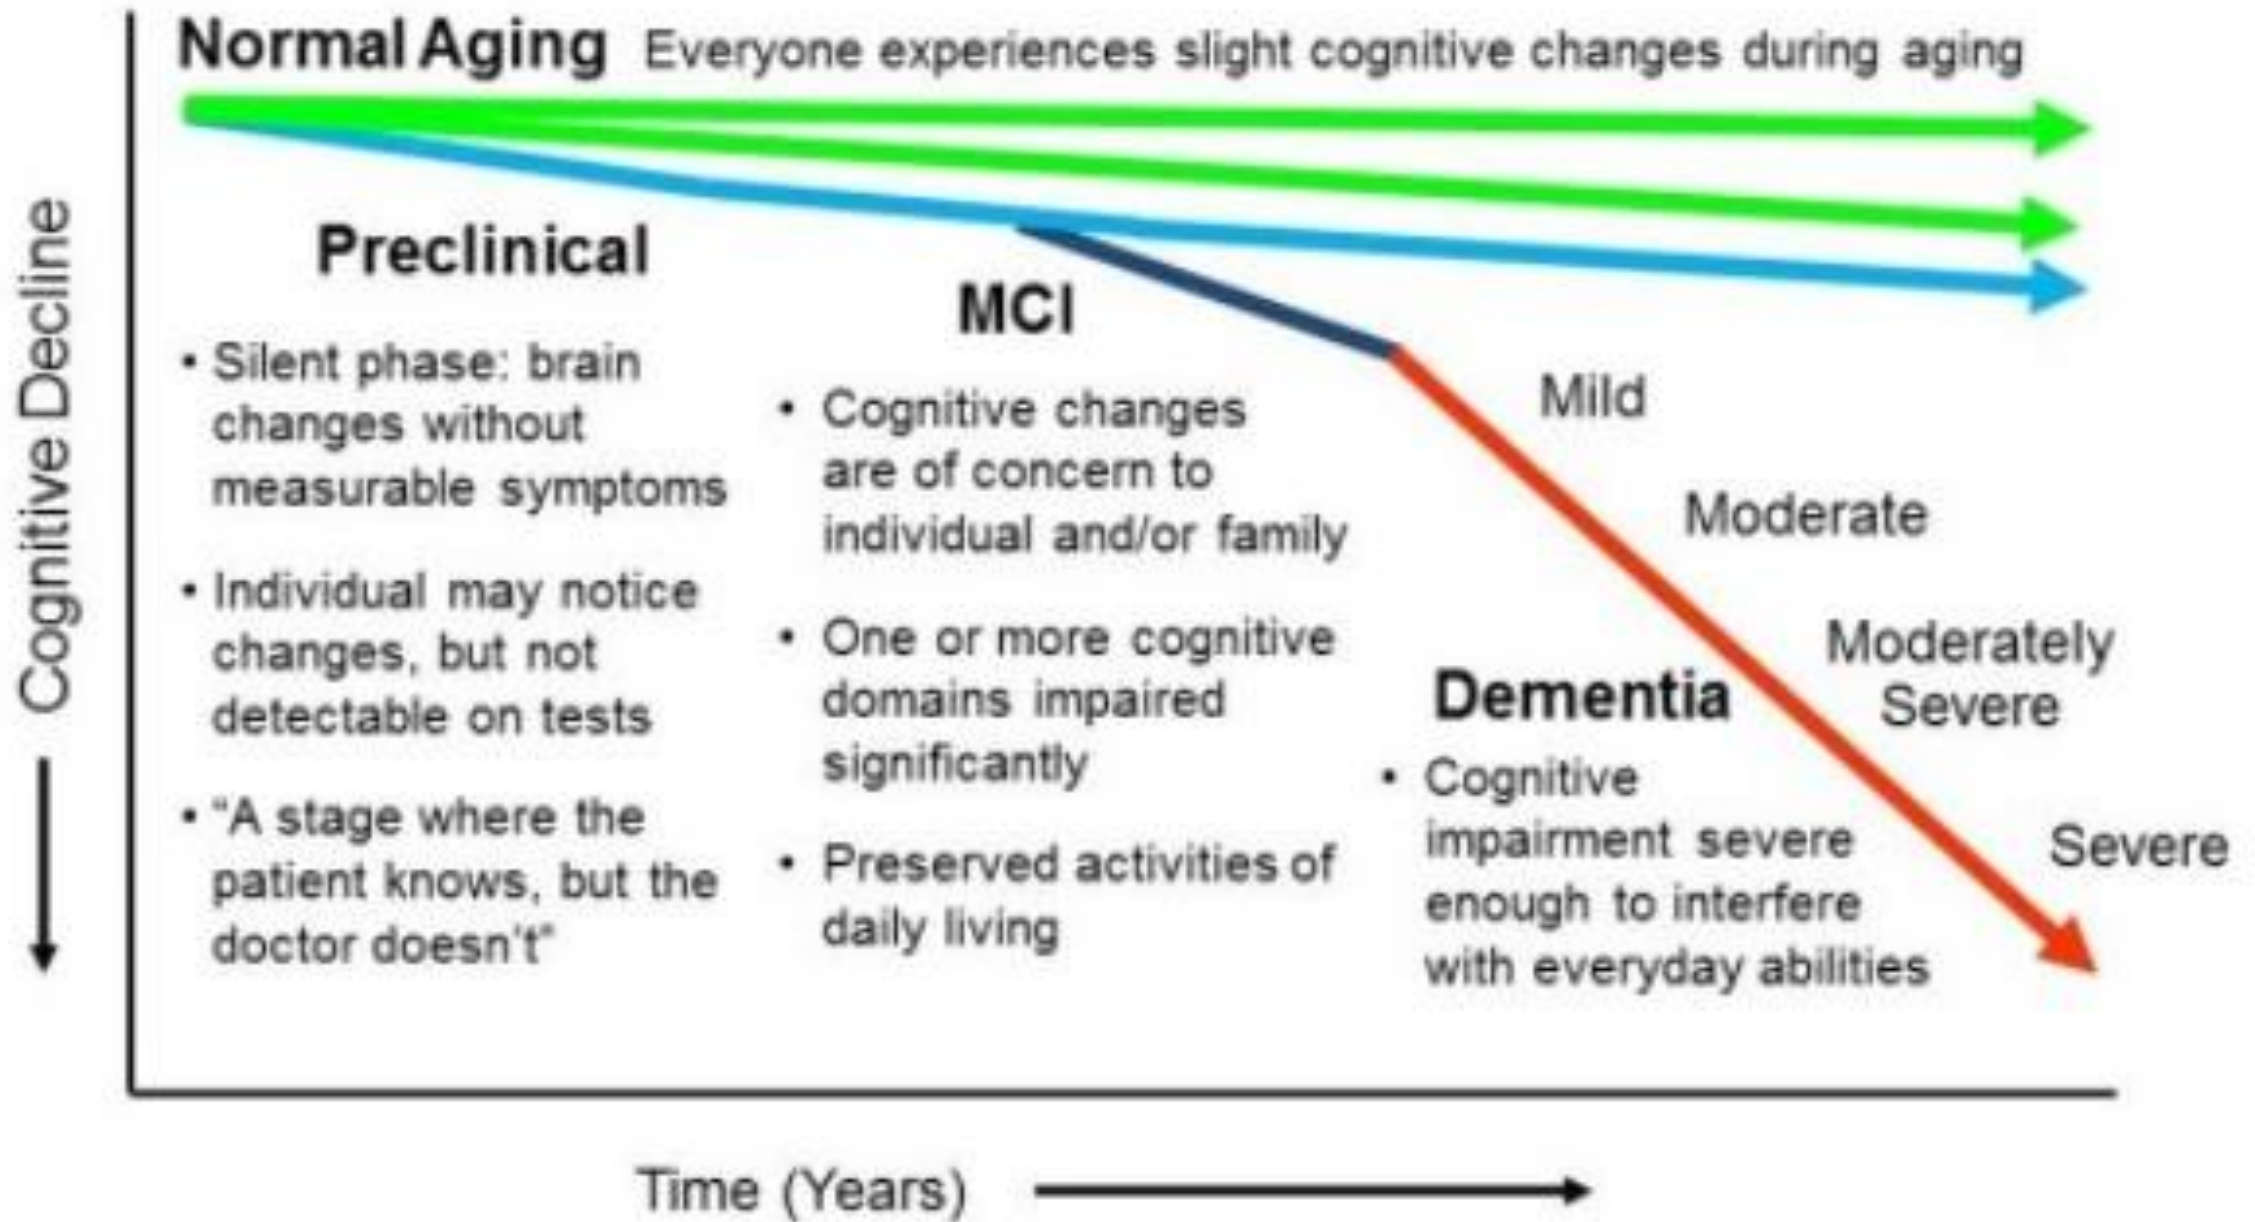 Normal Aging Everyone experiences slight cognitive changes during aging
Cognitive Decline
Preclinical
• Silent phase: brain
changes without
measurable symptoms
• Individual may notice
changes, but not
detectable on tests
• “A stage where the
patient knows, but the
doctor doesn’t”
MCI
• Cognitive changes
are of concern to
individual and/or family
• One or more cognitive
domains impaired
significantly
• Preserved activities of
daily living
Mild
Moderate
Moderately
Severe
Severe
Dementia
• Cognitive
impairment severe
enough to interfere
with everyday abilities
Time (Years)